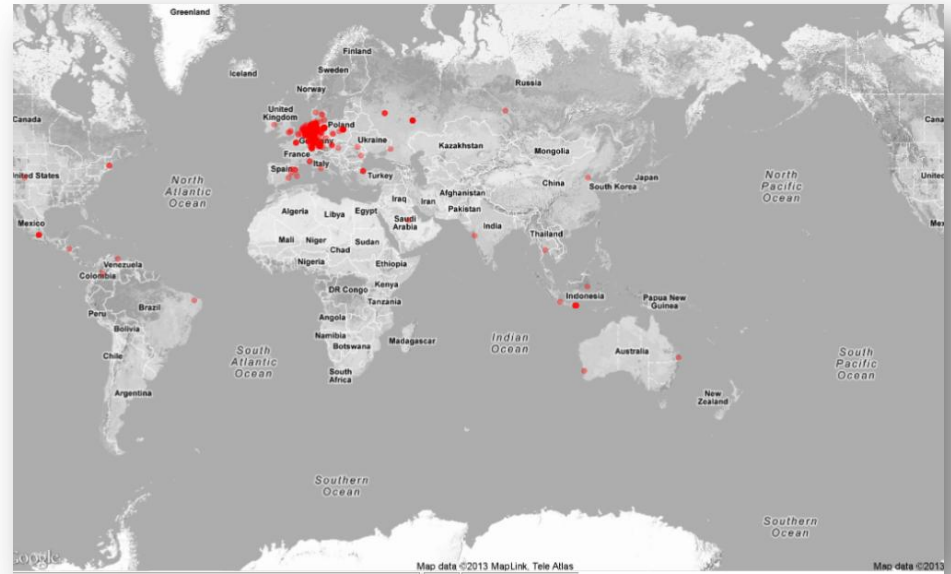 Greenland
Finland
Sweden
Iceland
Norway
Russia
United
Kingdom
Poland
Canada
Germany
Ukraine
France
Kazakhstan
Mongolia
Italy
Spain
Turkey
United States
North
Atlantic
Ocean
Iraq
Iran
Afghanistan
Pakistan
China
South Korea
Japan
North
Pacific
Ocean
Algeria
Libya
Egypt
Saudi
Arabia
India
Mexico
Mali
Niger
Chad
Sudan
Thailand
Nigeria
Ethiopia
Venezuela
Colombia
Kenya
DR Congo
Tanzania
Indonesia
Papua New
Guinea
Peru
Brazil
Bolivia
Angola
Namibia
Botswana
Madagascar
Indian
Ocean
South
Atlantic
Ocean
Chile
South
Africa
Australia
South
Pacific
Ocean
Argentina
New
Zealand
Southern
Ocean
Southern
Ocean
Google
Map data ©2013 MapLink, Tele Atlas
Map data ©2013